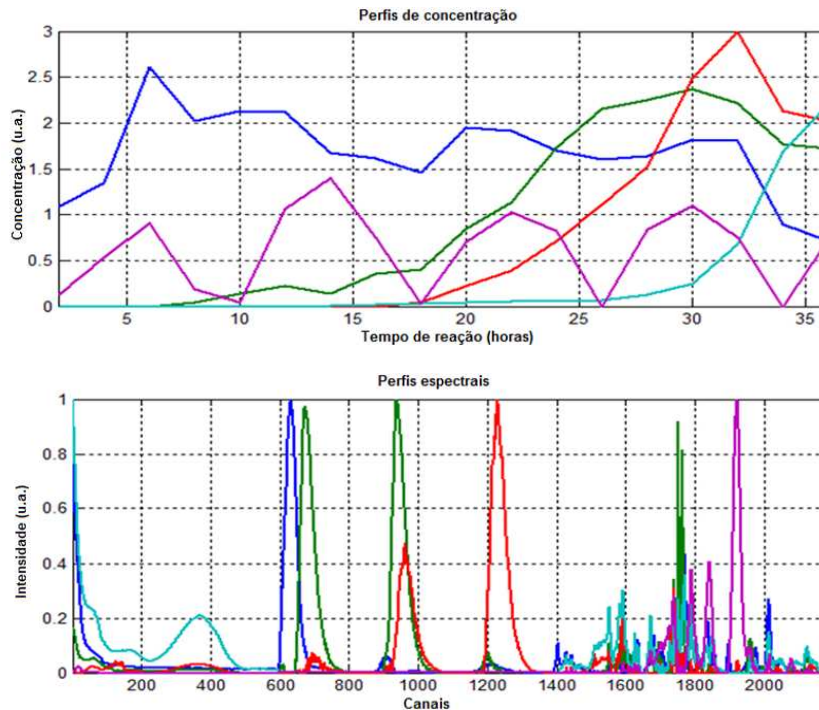 Perfis de concentração
3
2.5
2
1.5
1
0.5
0
Concentração (u.a.)
5 10 15 20 25 30 35
Tempo de reação (horas)
Perfis espectrais
1
0.8
0.6
0.4
0.2
0
Intensidade (u.a.)
200 400 600 800 1000 1200 1400 1600 1800 2000
Canais